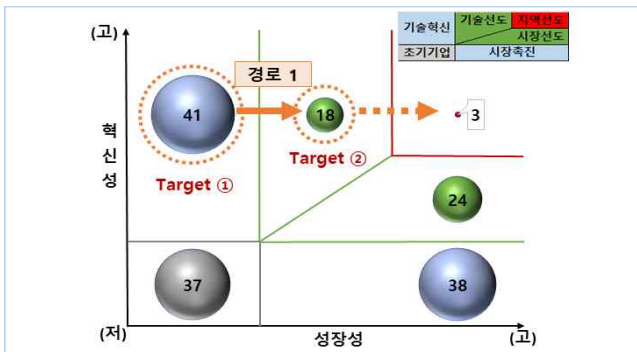 (고)
기술혁신
기술선도
지역선도
시장선도
초기기업
시장촉진
경로 1
41
18
3
혁
신
성
Target ①
Target ②
24
37
38
(저)
성장성
(고)